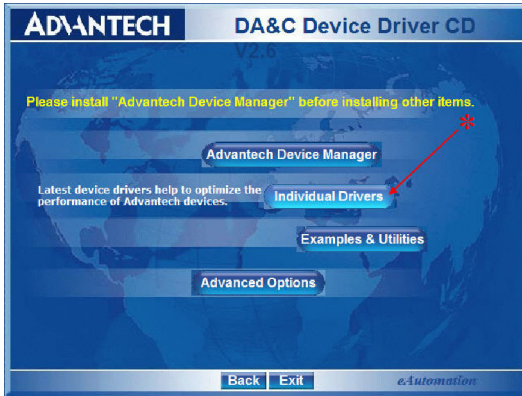 ADVANTECH DA&C Device Driver CD
V2.6
Please install "Advantech Device Manager" before installing other items.
*
Advantech Device Manager
Latest device drivers help to optimize the
performance of Advantech devices.
Individual Drivers
Examples & Utilities
Advanced Options
Back Exit
eAutomation